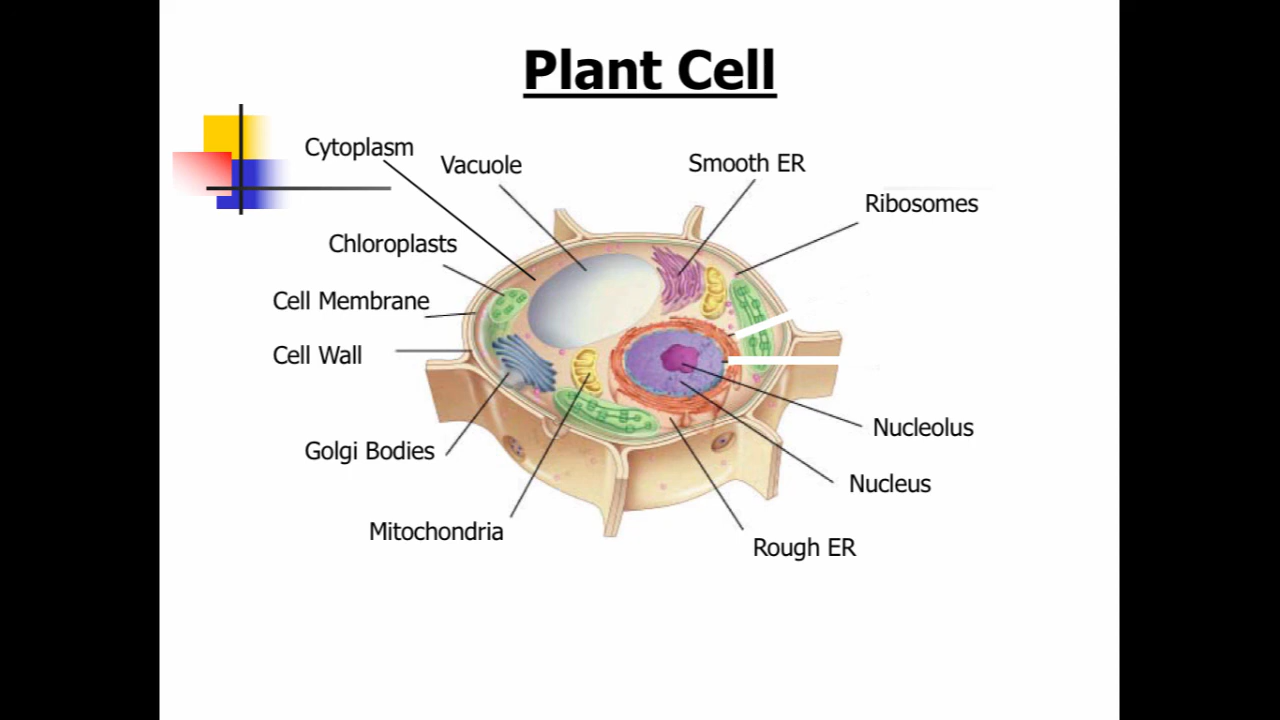 Plant Cell
Cytoplasm
Vacuole
Smooth ER
Ribosomes
Chloroplasts
Cell Membrane
Cell Wall
Nucleolus
Golgi Bodies
Nucleus
Mitochondria
Rough ER